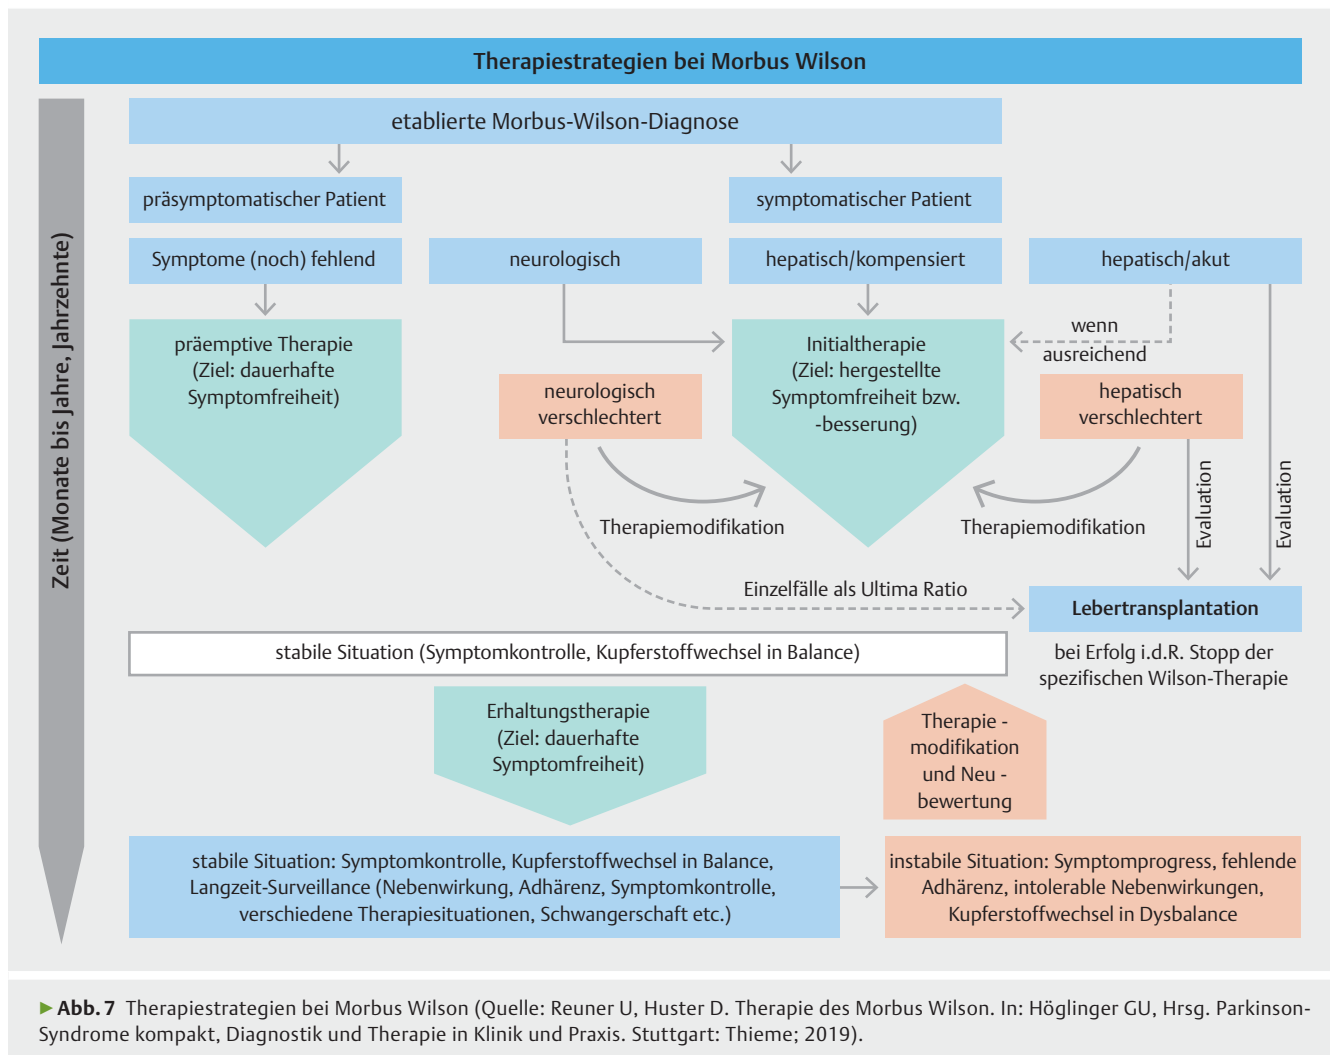 Therapiestrategien bei Morbus Wilson
Zeit (Monate bis Jahre, Jahrzehnte)
etablierte Morbus-Wilson-Diagnose
präsymptomatischer Patient
symptomatischer Patient
Symptome (noch) fehlend
neurologisch
hepatisch/kompensiert
hepatisch/akut
präemptive Therapie
(Ziel: dauerhafte
Symptomfreiheit)
Initialtherapie
(Ziel: hergestellte
Symptomfreiheit bzw.
-besserung)
wenn
ausreichend
neurologisch
verschlechtert
hepatisch
verschlechtert
Therapiemodifikation
Therapiemodifikation
Evaluation
Evaluation
Einzelfälle als Ultima Ratio
Lebertransplantation
bei Erfolg i.d.R. Stopp der
spezifischen Wilson-Therapie
stabile Situation (Symptomkontrolle, Kupferstoffwechsel in Balance)
Erhaltungstherapie
(Ziel: dauerhafte
Symptomfreiheit)
Therapie -
modifikation
und Neu -
bewertung
stabile Situation: Symptomkontrolle, Kupferstoffwechsel in Balance,
Langzeit-Surveillance (Nebenwirkung, Adhärenz, Symptomkontrolle,
verschiedene Therapiesituationen, Schwangerschaft etc.)
instabile Situation: Symptomprogress, fehlende
Adhärenz, intolerable Nebenwirkungen,
Kupferstoffwechsel in Dysbalance
▶ Abb. 7 Therapiestrategien bei Morbus Wilson (Quelle: Reuner U, Huster D. Therapie des Morbus Wilson. In: Höglinger GU, Hrsg. Parkinson-
Syndrome kompakt, Diagnostik und Therapie in Klinik und Praxis. Stuttgart: Thieme; 2019).